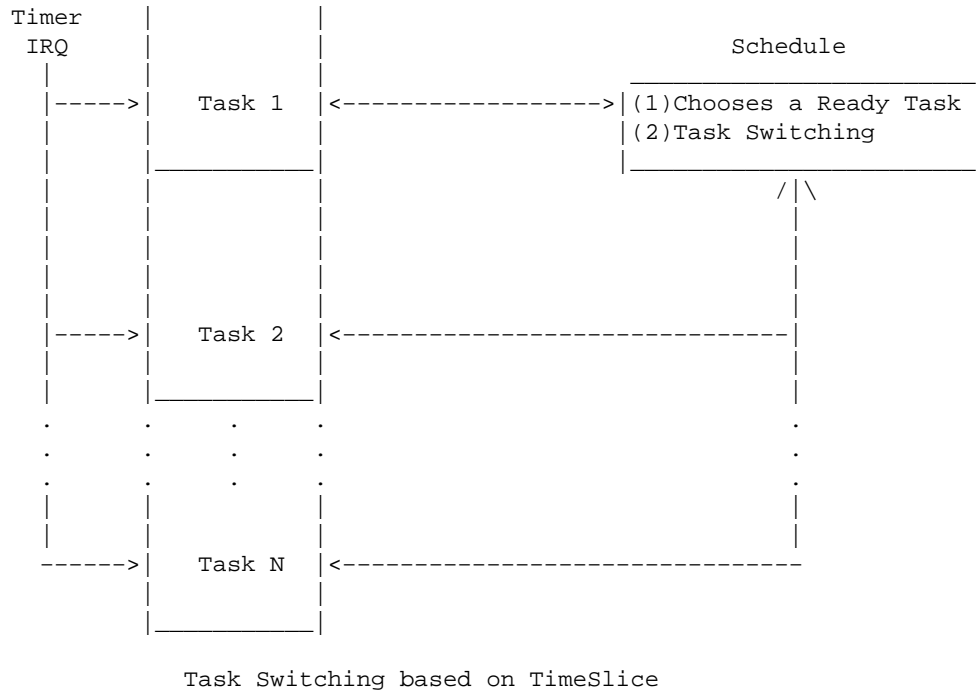 Timer
IRQ
Schedule
Task 1
(1)Chooses a Ready Task
(2)Task Switching
Task 2
Task N
Task Switching based on TimeSlice